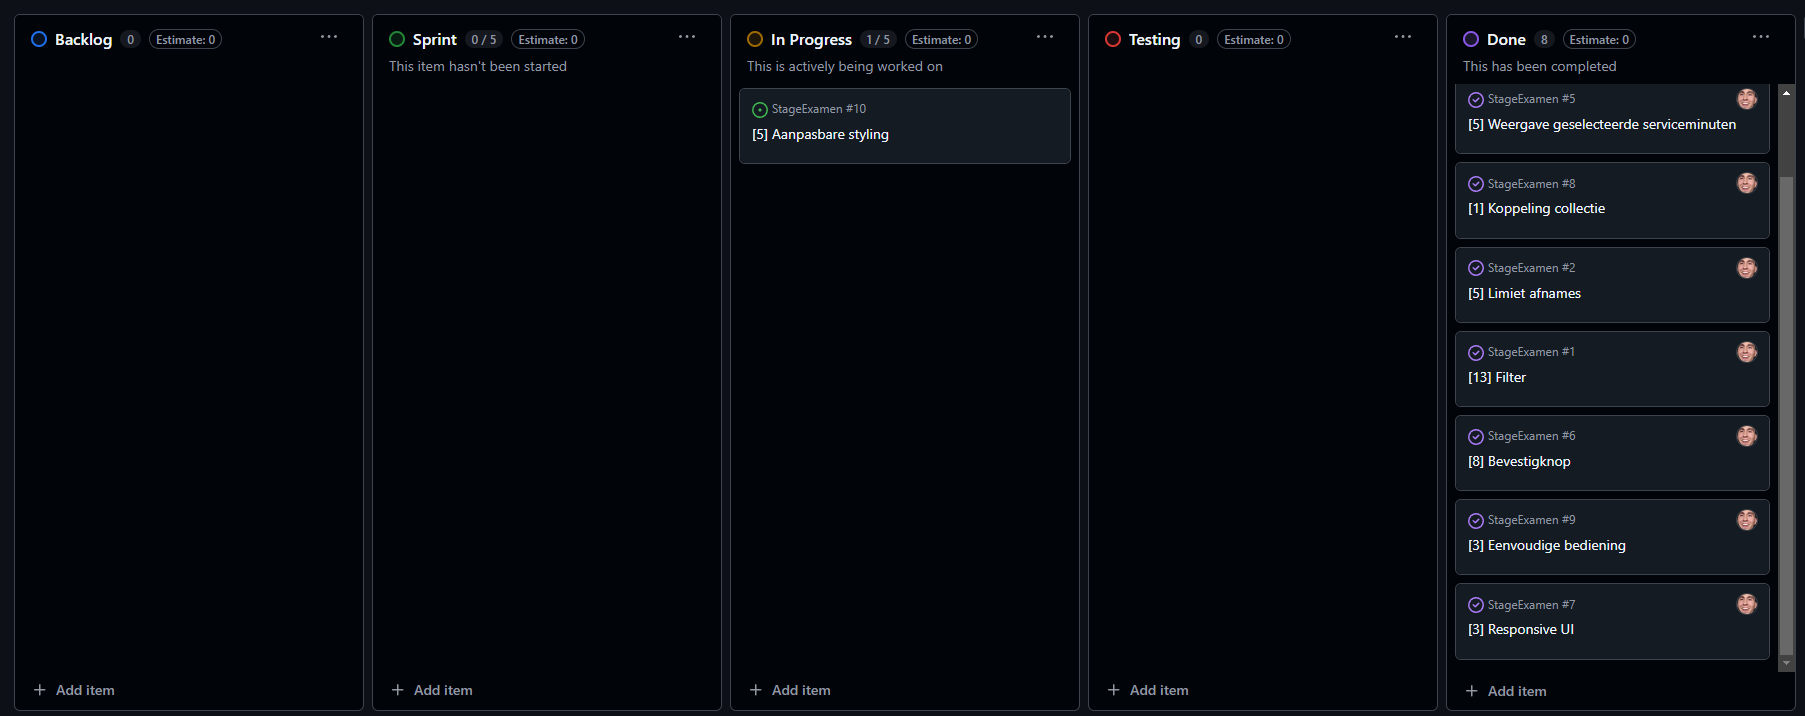 Backlog 0 Estimate: 0
Sprint 0 / 5 Estimate: 0
This item hasn't been started
In Progress 1 / 5 Estimate: 0
This is actively being worked on
StageExamen #10
[5] Aanpasbare styling
Testing 0 Estimate: 0
Done 8 Estimate: 0
This has been completed
StageExamen #5
[5] Weergave geselecteerde serviceminuten
StageExamen #8
[1] Koppeling collectie
StageExamen #2
[5] Limiet afnames
StageExamen #1
[13] Filter
StageExamen #6
[8] Bevestigknop
StageExamen #9
[3] Eenvoudige bediening
StageExamen #7
[3] Responsive UI
+ Add item
+ Add item
+ Add item
+ Add item
+ Add item